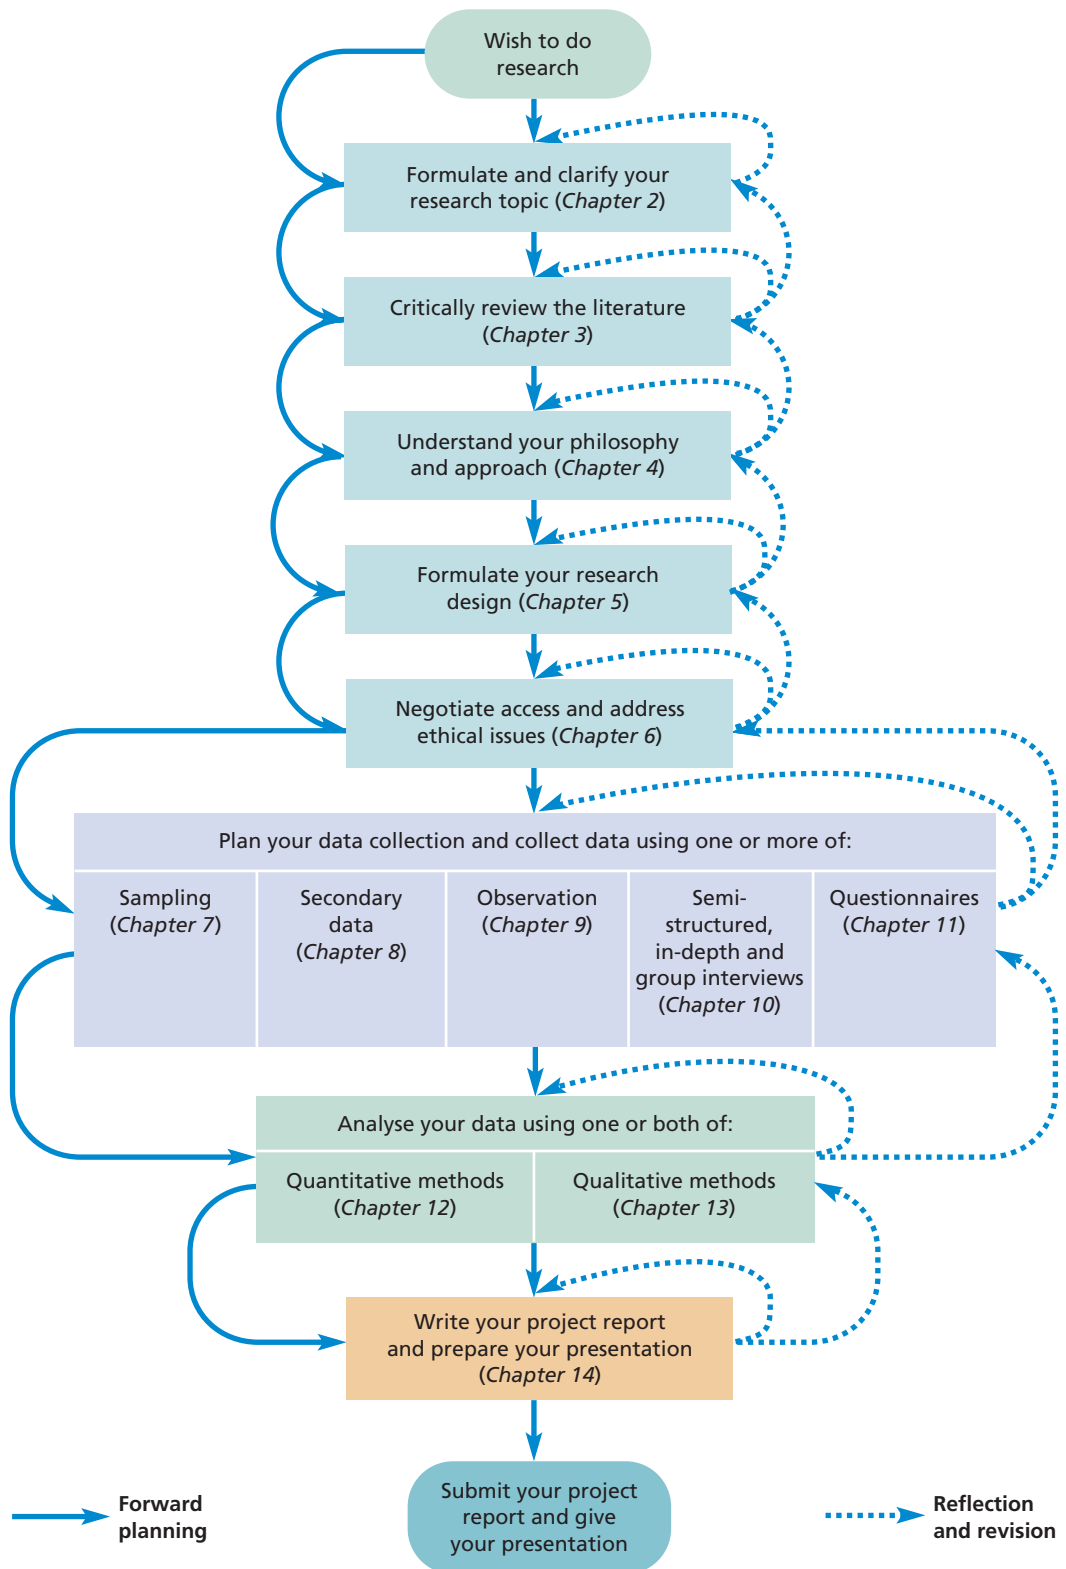 Wish to do
research
Formulate and clarify your
research topic (Chapter 2)
Critically review the literature
(Chapter 3)
Understand your philosophy
and approach (Chapter 4)
Formulate your research
design (Chapter 5)
Negotiate access and address
ethical issues (Chapter 6)
Plan your data collection and collect data using one or more of:
Sampling
(Chapter 7)
Secondary
data
(Chapter 8)
Observation
(Chapter 9)
Semi-
structured,
in-depth and
group interviews
(Chapter 10)
Questionnaires
(Chapter 11)
Analyse your data using one or both of:
Quantitative methods
(Chapter 12)
Qualitative methods
(Chapter 13)
Write your project report
and prepare your presentation
(Chapter 14)
Submit your project
report and give
your presentation
Forward
planning
Reflection
and revision